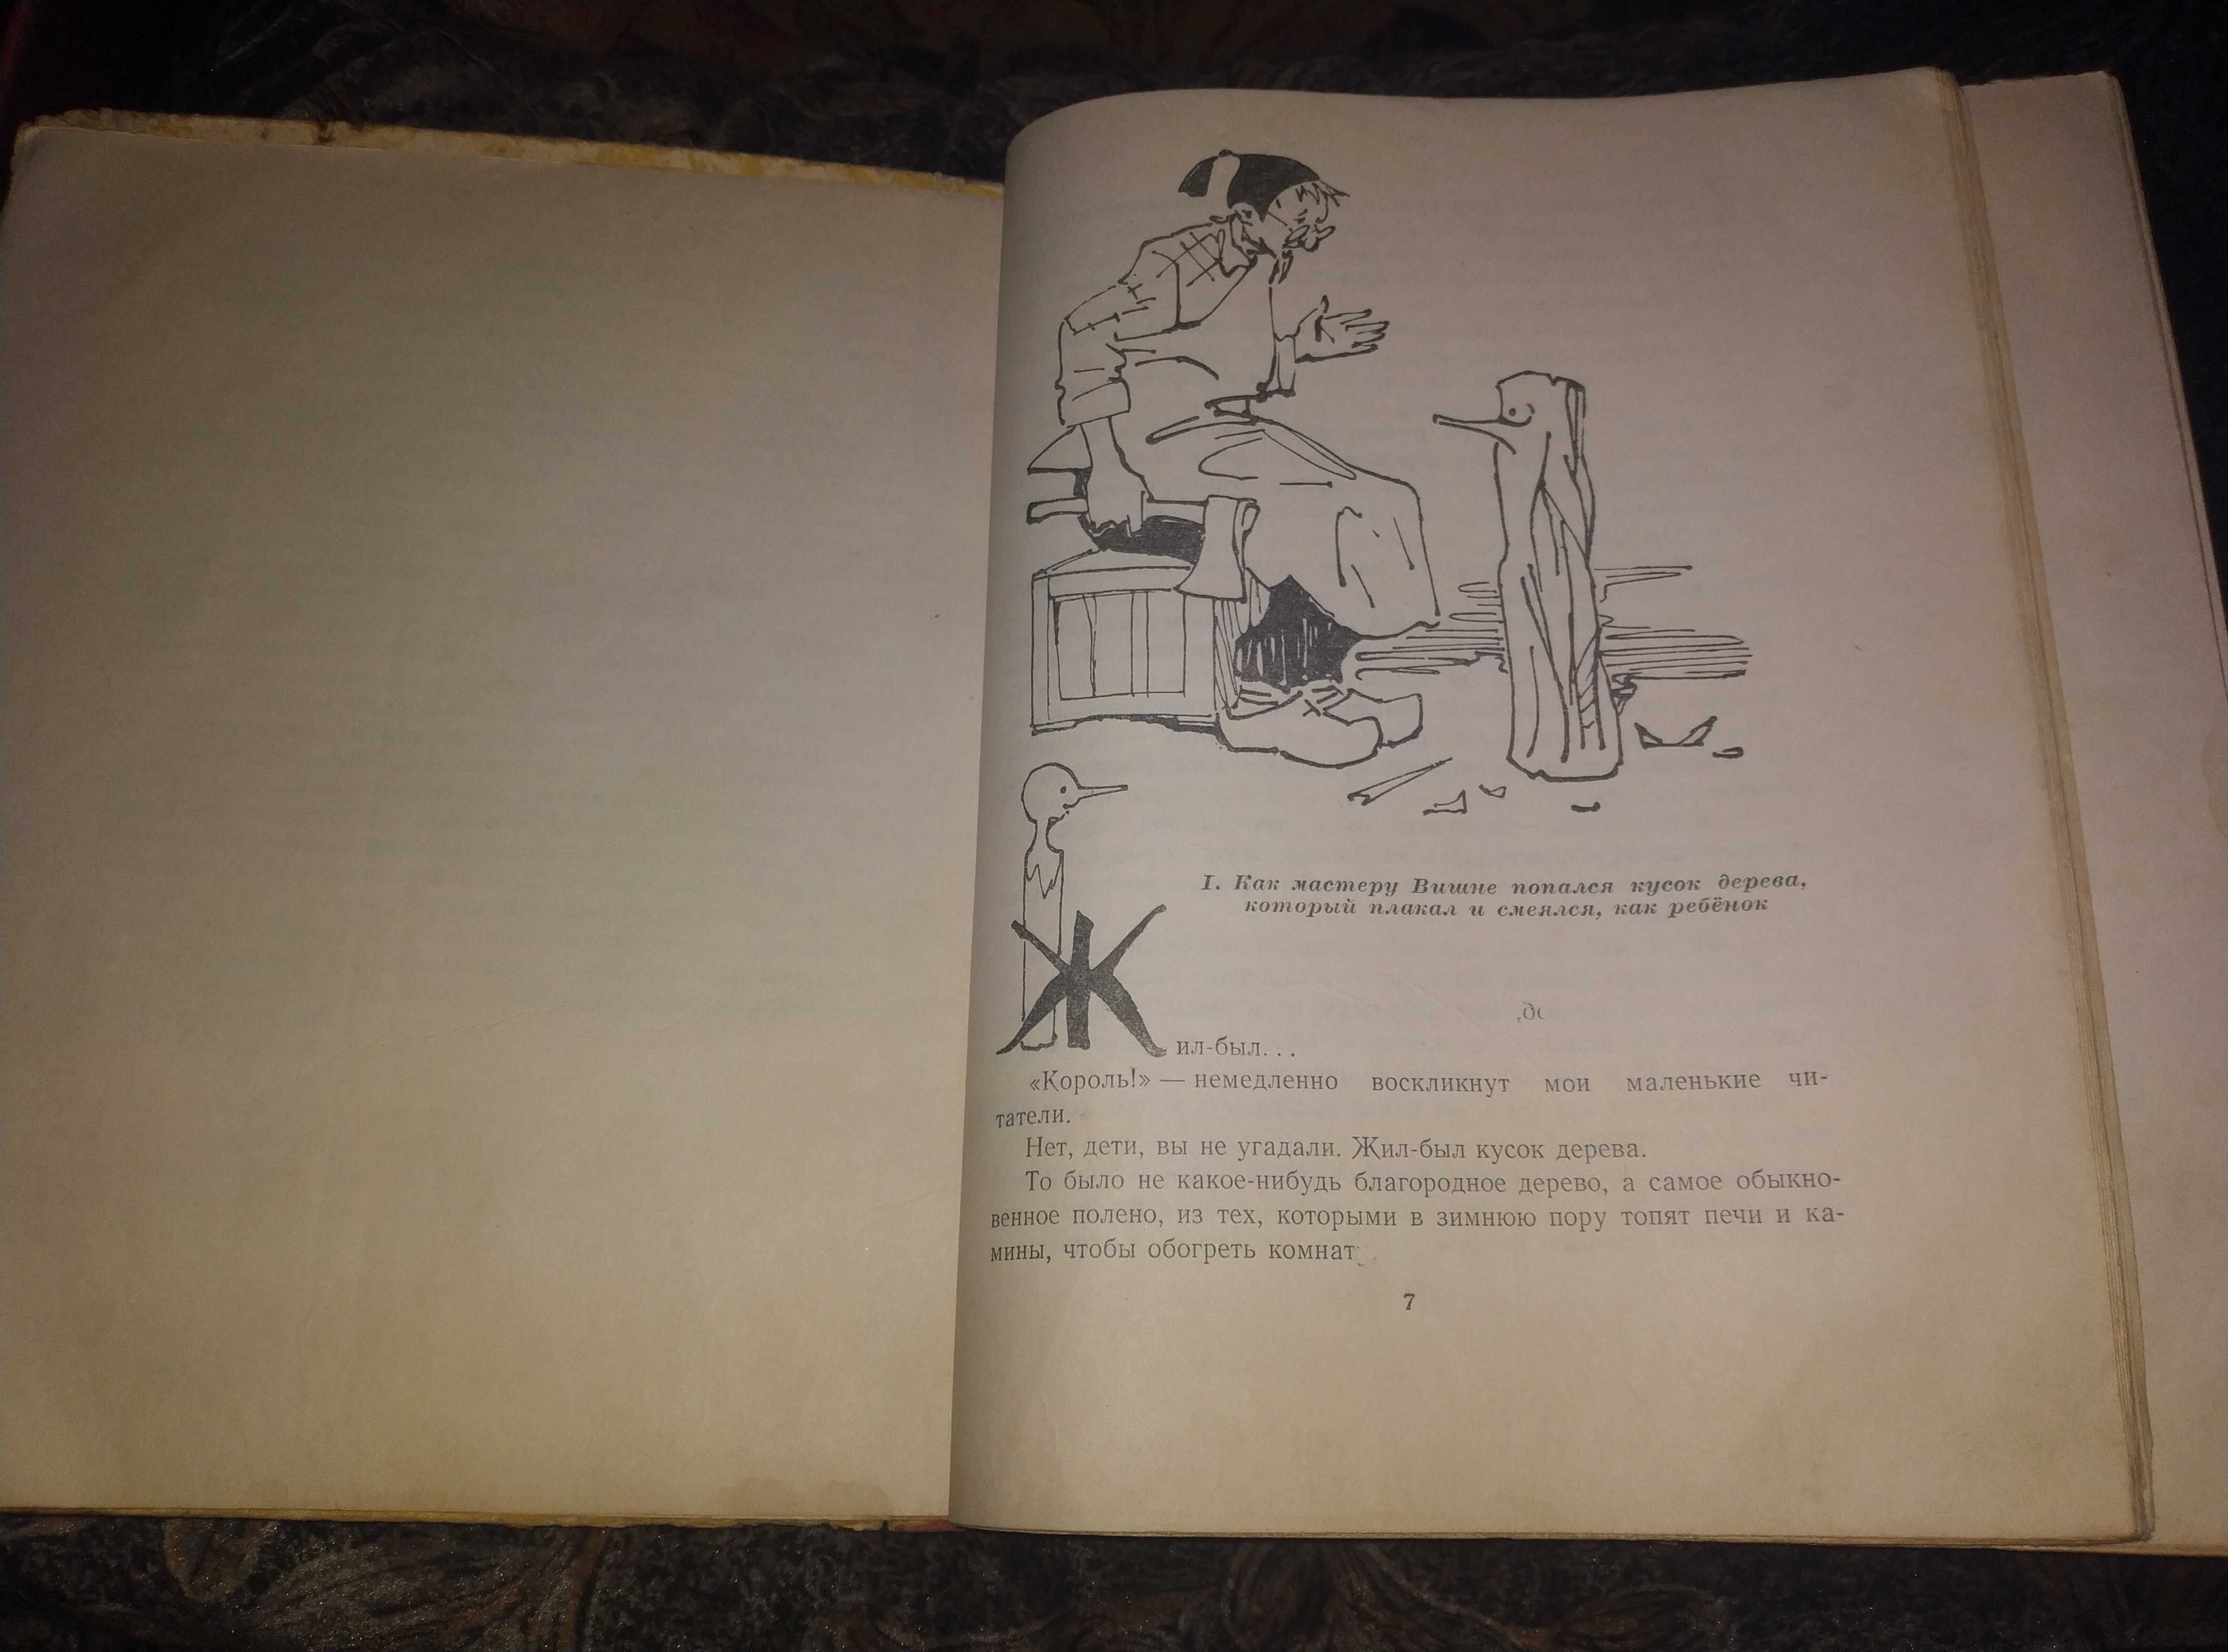 1. Как мастеру Вишне попался кусок дерева,
который плакал и смеялся, как ребёнок
Жил-был...
«Король!» — немедленно воскликнут мои маленькие чи-
татели.
Нет, дети, вы не угадали. Жил-был кусок дерева.
То было не какое-нибудь благородное дерево, а самое обыкно-
венное полено, из тех, которыми в зимнюю пору топят печи и ка-
мины, чтобы обогреть комнат
7